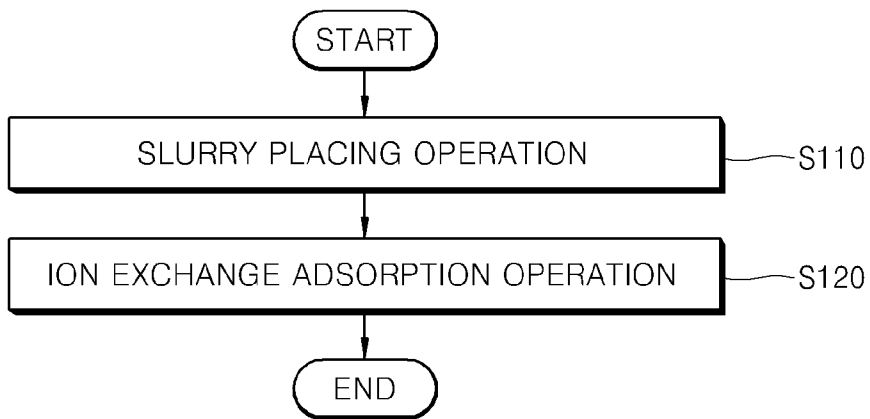 START
SLURRY PLACING OPERATION
S110
ION EXCHANGE ADSORPTION OPERATION
S120
END